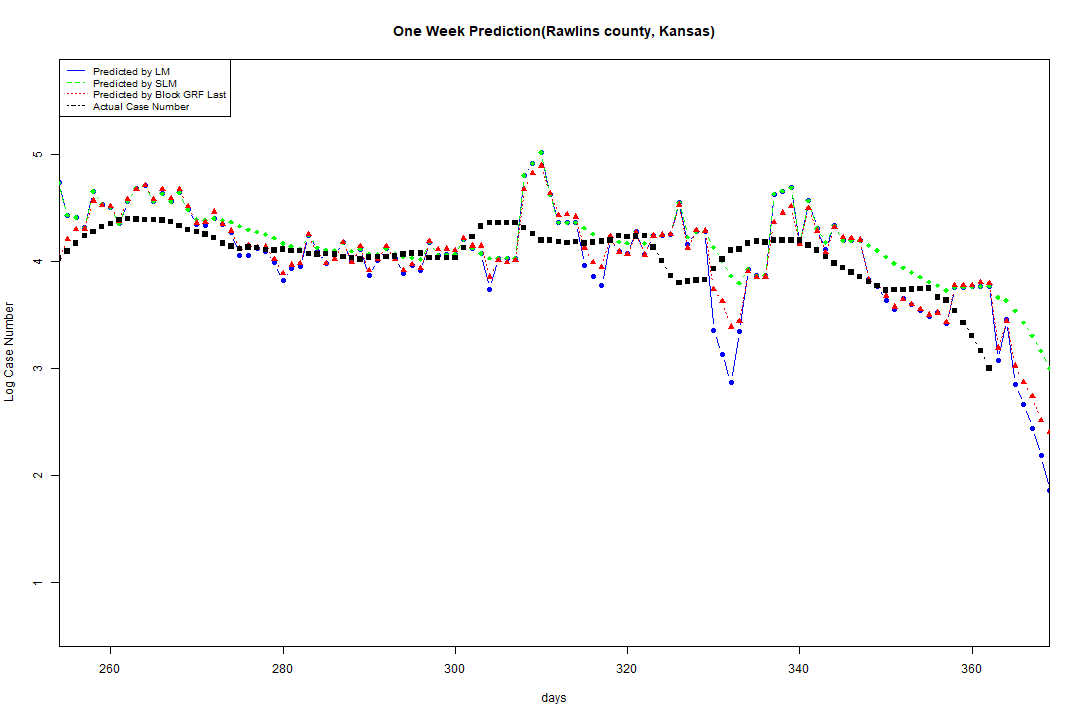 One Week Prediction(Rawlins county, Kansas)
Predicted by LM
Predicted by SLM
Predicted by Block GRF Last
Actual Case Number
Log Case Number
5
4
3
2
1
260 280 300 320 340 360
days